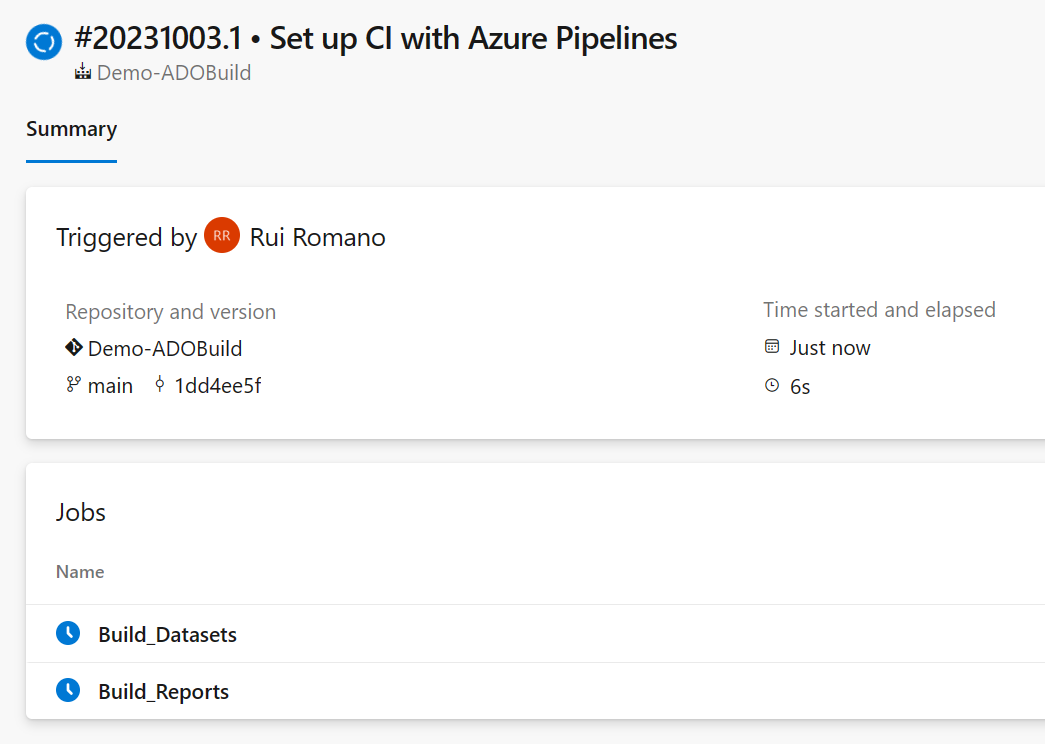 #20231003.1 • Set up CI with Azure Pipelines
Demo-ADOBuild
Summary
Triggered by RR Rui Romano
Repository and version
Demo-ADOBuild
main 1dd4ee5f
Time started and elapsed
Just now
6s
Jobs
Name
Build_Datasets
Build_Reports